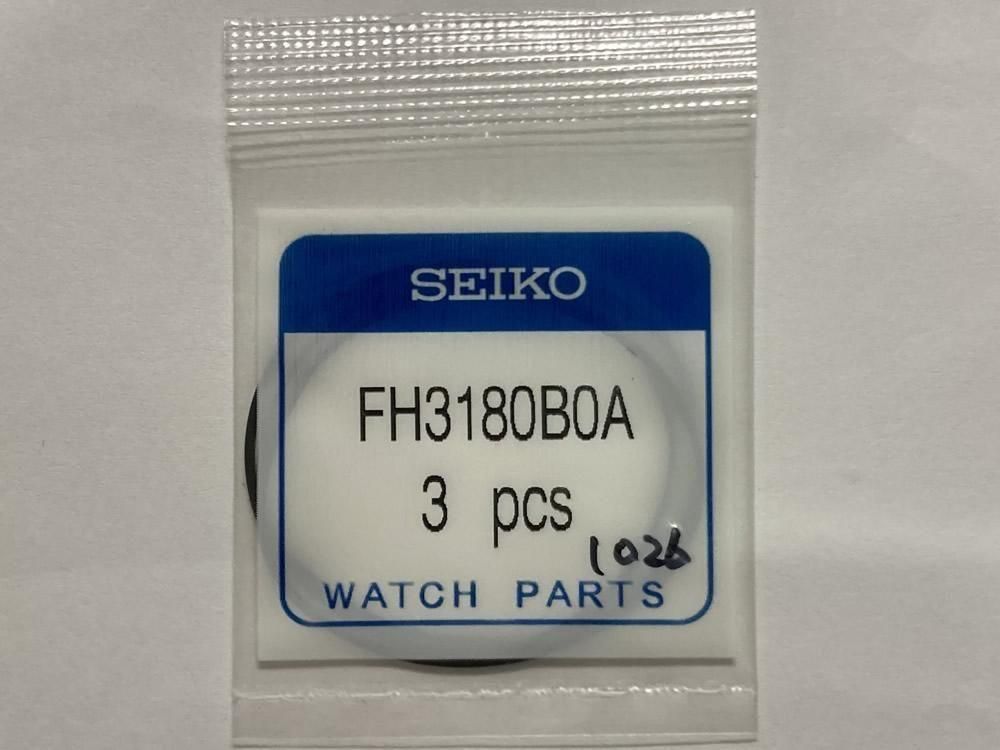 SEIKO
FH3180B0A
3 pcs
1026
WATCH PARTS